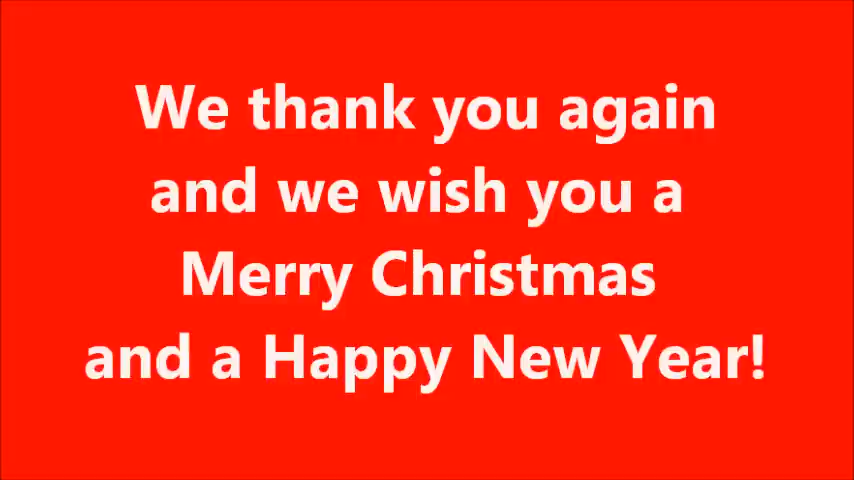 We thank you again
and we wish you a
Merry Christmas
and a Happy New Year!